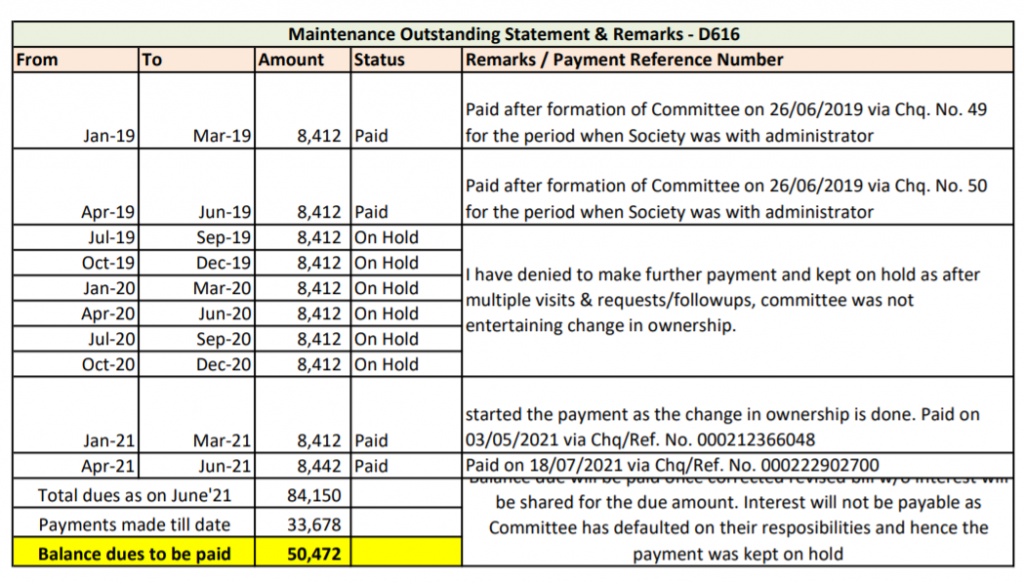 Maintenance Outstanding Statement & Remarks - D616
From To Amount Status Remarks / Payment Reference Number
Paid after formation of Committee on 26/06/2019 via Chq. No. 49
Jan-19 Mar-19 8,412 Paid for the period when Society was with administrator
Paid after formation of Committee on 26/06/2019 via Chq. No. 50
Apr-19 Jun-19 8,412 Paid for the period when Society was with administrator
Jul-19 Sep-19 8,412 On Hold
Oct-19 Dec-19 8,412 On Hold
Jan-20 Mar-20 8,412 On Hold
Apr-20 Jun-20 8,412 On Hold
Jul-20 Sep-20 8,412 On Hold
Oct-20 Dec-20 8,412 On Hold
I have denied to make further payment and kept on hold as after
multiple visits & requests/followups, committee was not
entertaining change in ownership.
started the payment as the change in ownership is done. Paid on
Jan-21 Mar-21 8,412 Paid 03/05/2021 via Chq/Ref. No. 000212366048
Apr-21 Jun-21 8,442 Paid Paid on 18/07/2021 via Chq/Ref. No. 000222902700
Total dues as on June'21 84,150
Payments made till date 33,678
Balance dues to be paid 50,472
Balance due will be paid once corrected revised bill w/o interest will
be shared for the due amount. Interest will not be payable as
Committee has defaulted on their resposibilities and hence the
payment was kept on hold